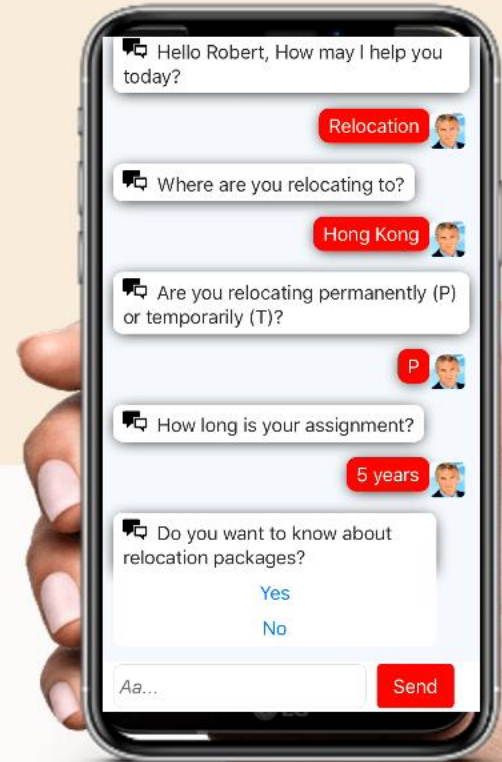 Hello Robert, How may I help you
today?
Relocation
Where are you relocating to?
Hong Kong
Are you relocating permanently (P)
or temporarily (T)?
P
How long is your assignment?
5 years
Do you want to know about
relocation packages?
Yes
No
Aa...
Send